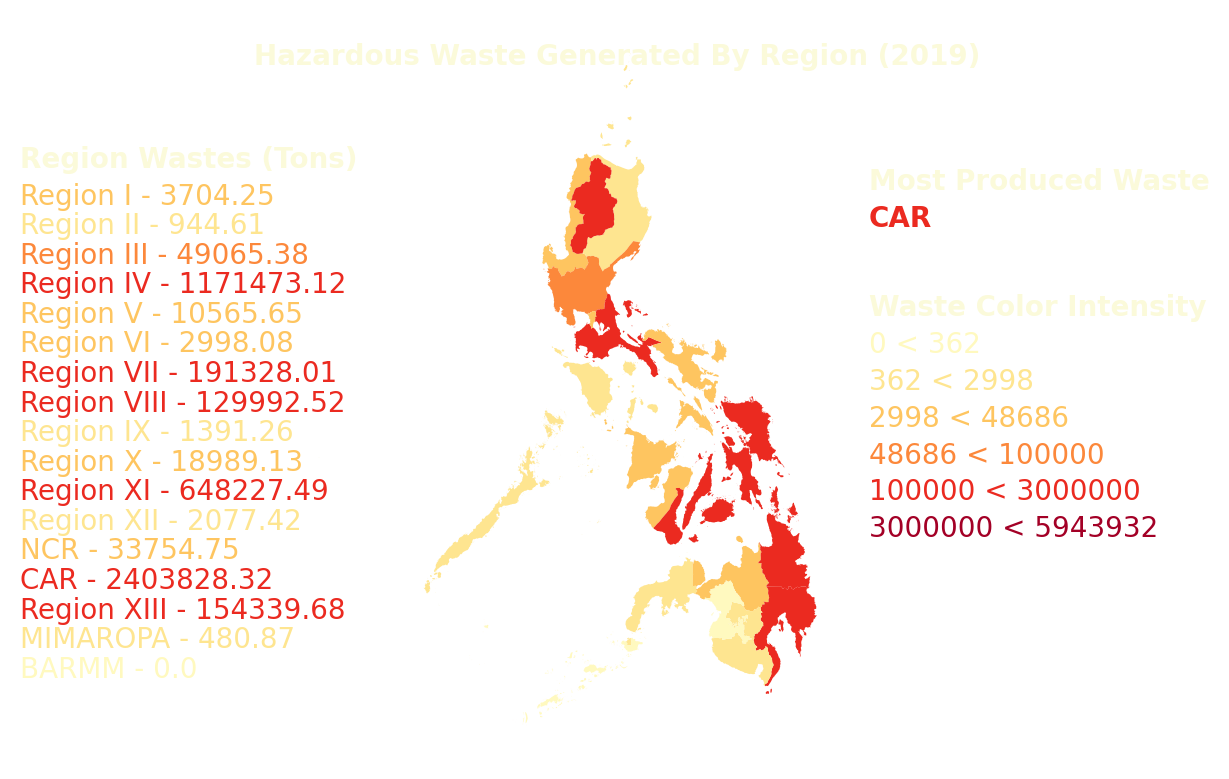 Hazardous Waste Generated By Region (2019)
Region Wastes (Tons)
Region I - 3704.25
Region II - 944.61
Region III - 49065.38
Region IV - 1171473.12
Region V - 10565.65
Region VI - 2998.08
Region VII - 191328.01
Region VIII - 129992.52
Region IX - 1391.26
Region X - 18989.13
Region XI - 648227.49
Region XII - 2077.42
NCR - 33754.75
CAR - 2403828.32
Region XIII - 154339.68
MIMAROPA - 480.87
BARMM - 0.0
Most Produced Waste
CAR
Waste Color Intensity
0 < 362
362 < 2998
2998 < 48686
48686 < 100000
100000 < 3000000
3000000 < 5943932